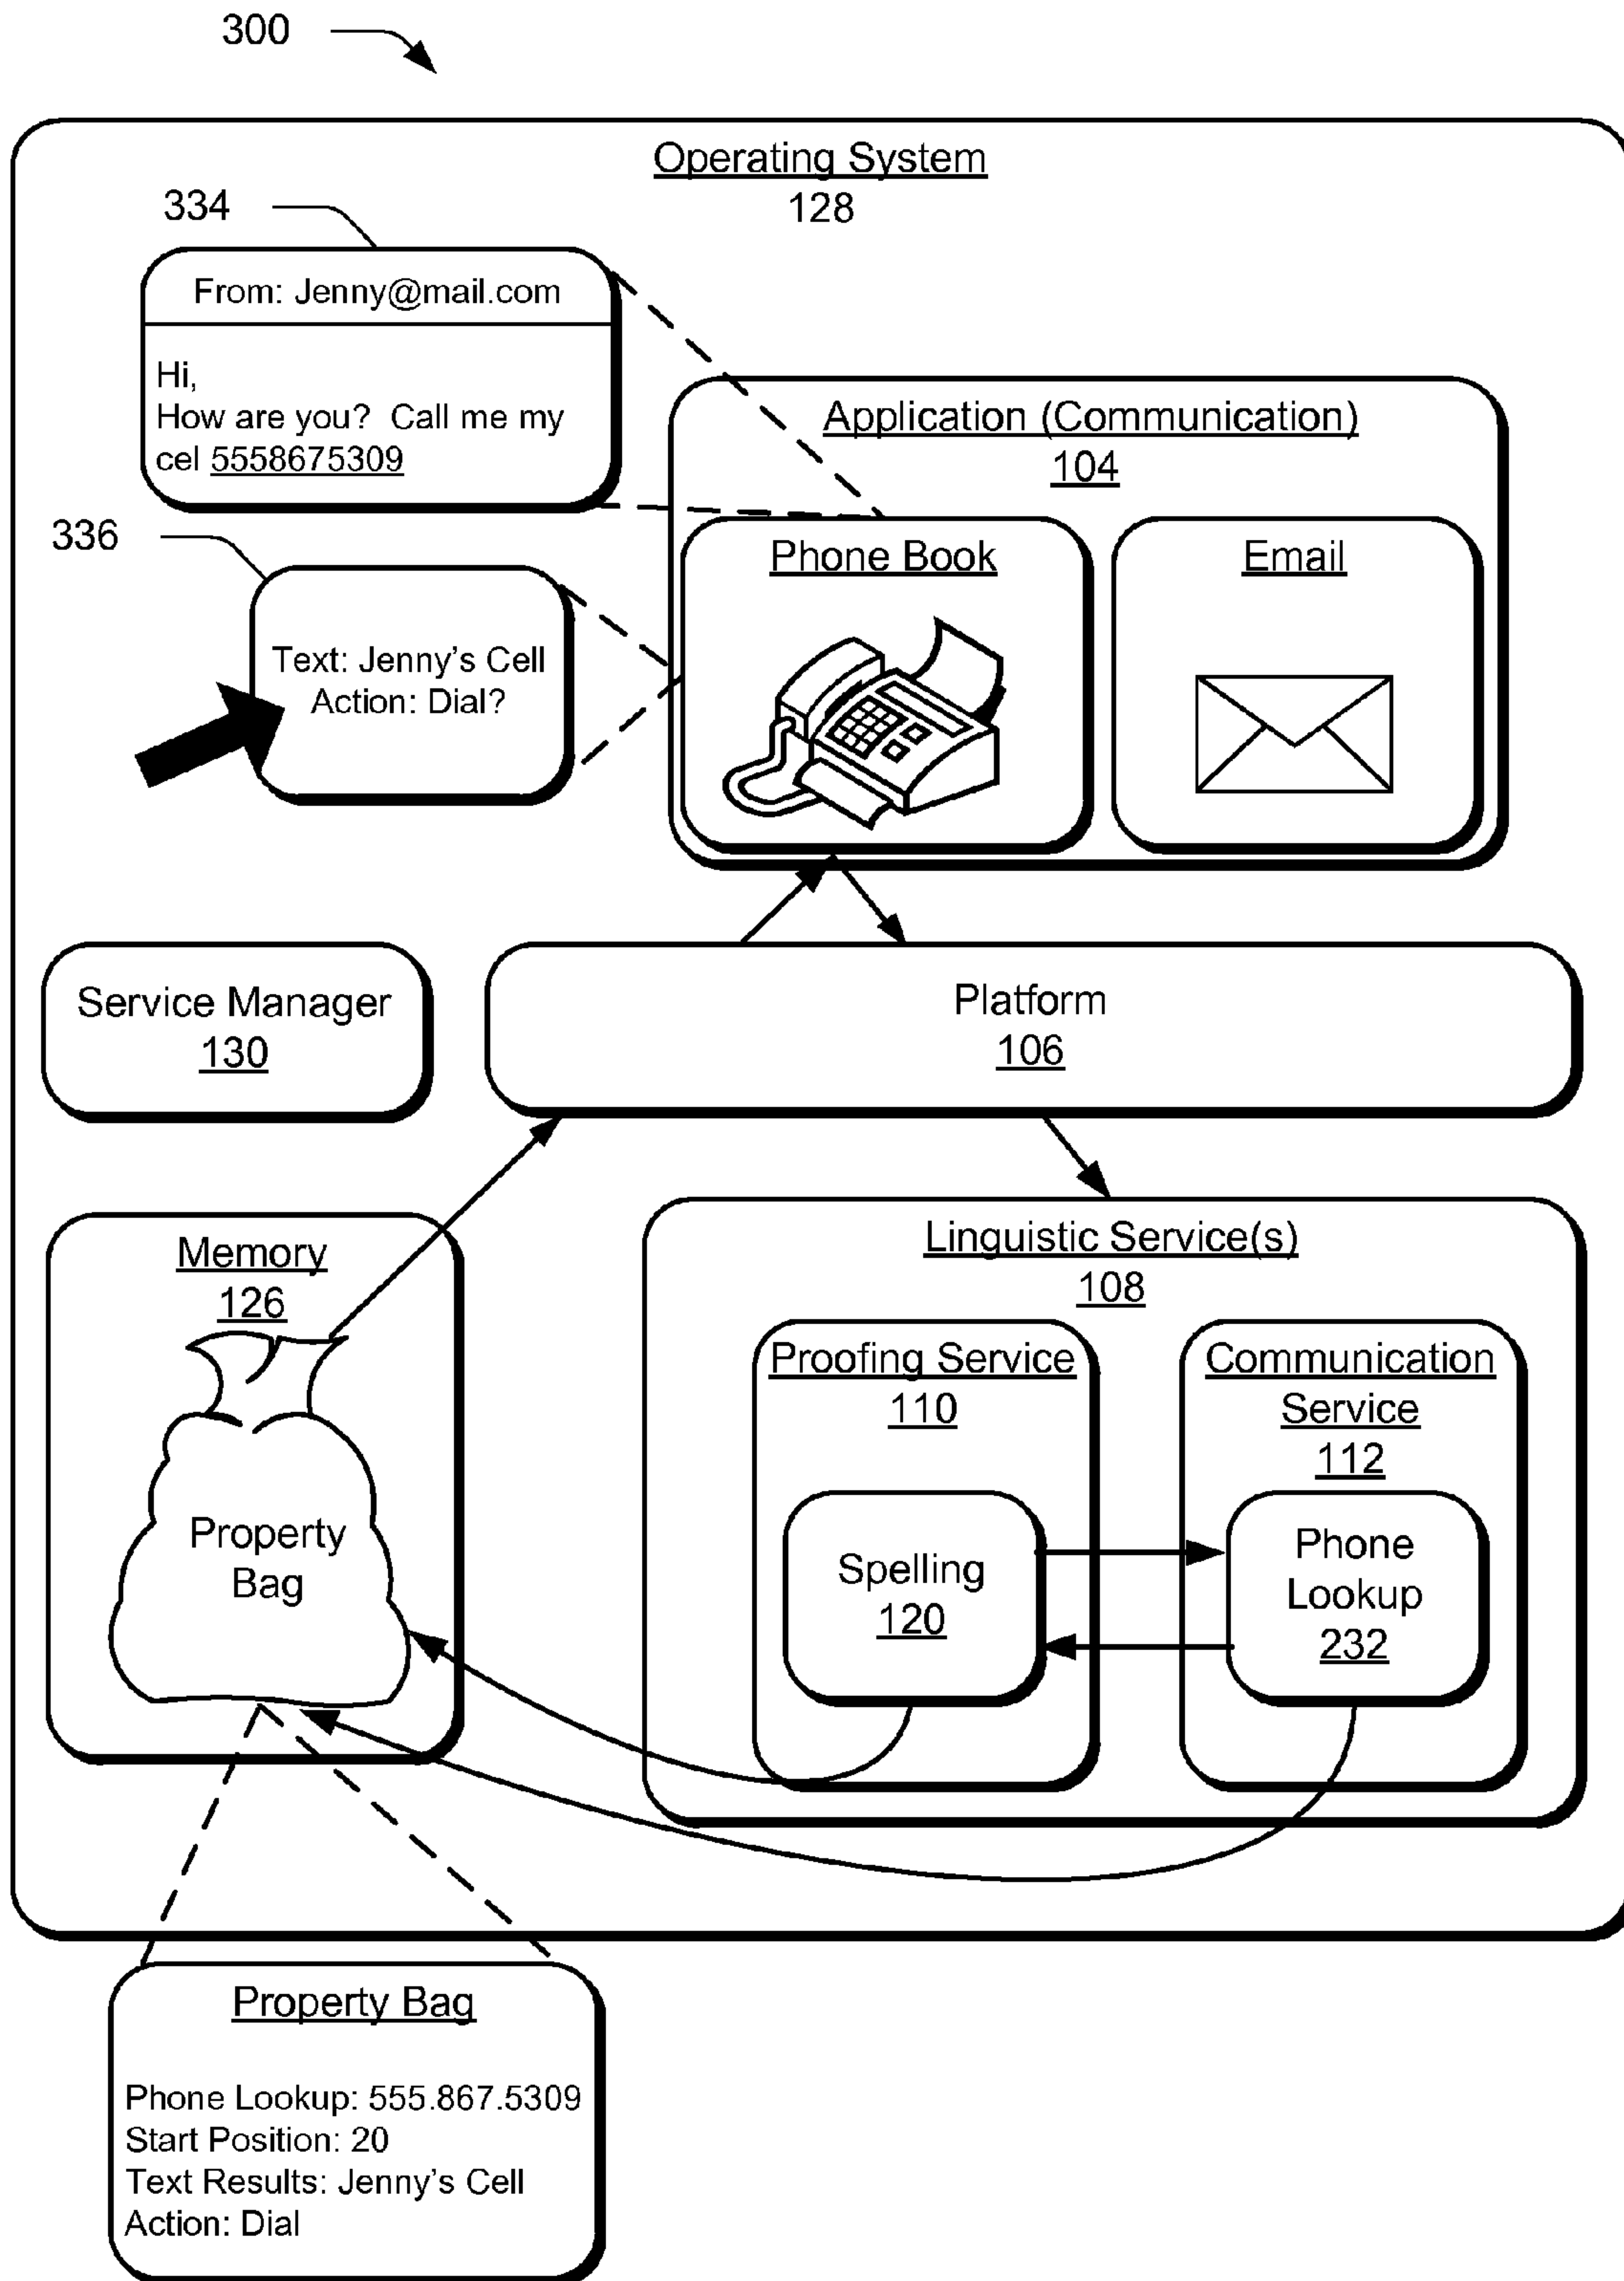 300
Operating System
128
334
From: Jenny@mail.com
Hi,
How are you?  Call me my
cel 5558675309
Application (Communication)
104
336
Text: Jenny's Cell
Action: Dial?
Phone Book
Email
Service Manager
130
Platform
106
Memory
126
Property
Bag
Linguistic Service(s)
108
Proofing Service
110
Spelling
120
Communication
Service
112
Phone
Lookup
232
Property Bag
Phone Lookup: 555.867.5309
Start Position: 20
Text Results: Jenny's Cell
Action: Dial